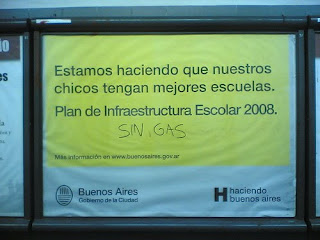 Estamos haciendo que nuestros
chicos tengan mejores escuelas.
Plan de Infraestructura Escolar 2008.
SIN GAS
Más información en www.buenosaires.gov.ar
Buenos Aires
Gobierno de la Ciudad
H haciendo
buenos aires